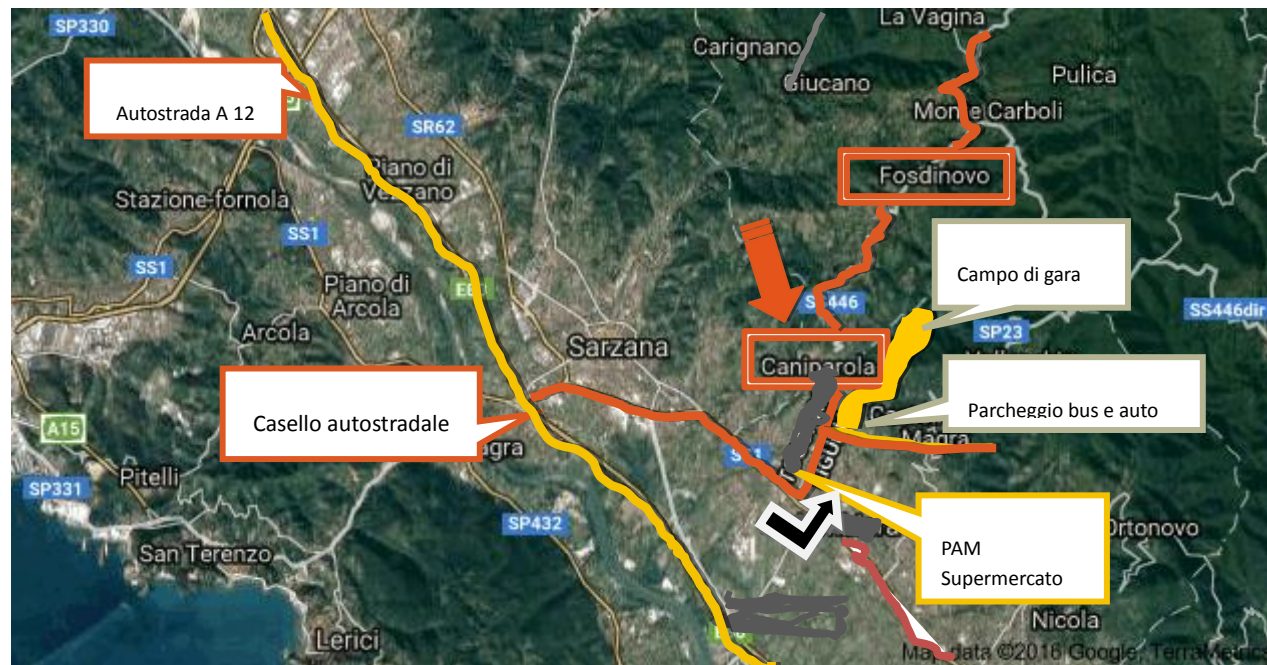 SP330
La Vagina
Carignano
Giucano
Pulica
Autostrada A 12
Monte Carboli
SR62
Piano di
Vezzano
Fosdinovo
Stazione-fornola
SS1
Campo di gara
SS1
Piano di
Arcola
SS446
SS446dir
Arcola
SP23
Sarzana
Caniparola
Casello autostradale
Parcheggio bus e auto
A15
Magra
Pitelli
SP331
SP432
Ortonovo
San Terenzo
PAM
Supermercato
Nicola
Lerici
Map data ©2016 Google, TerraMetrics